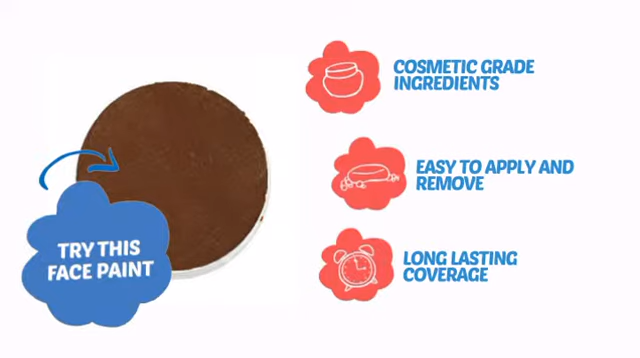 COSMETIC GRADE
INGREDIENTS
EASY TO APPLY AND
REMOVE
LONG LASTING
COVERAGE
TRY THIS
FACE PAINT